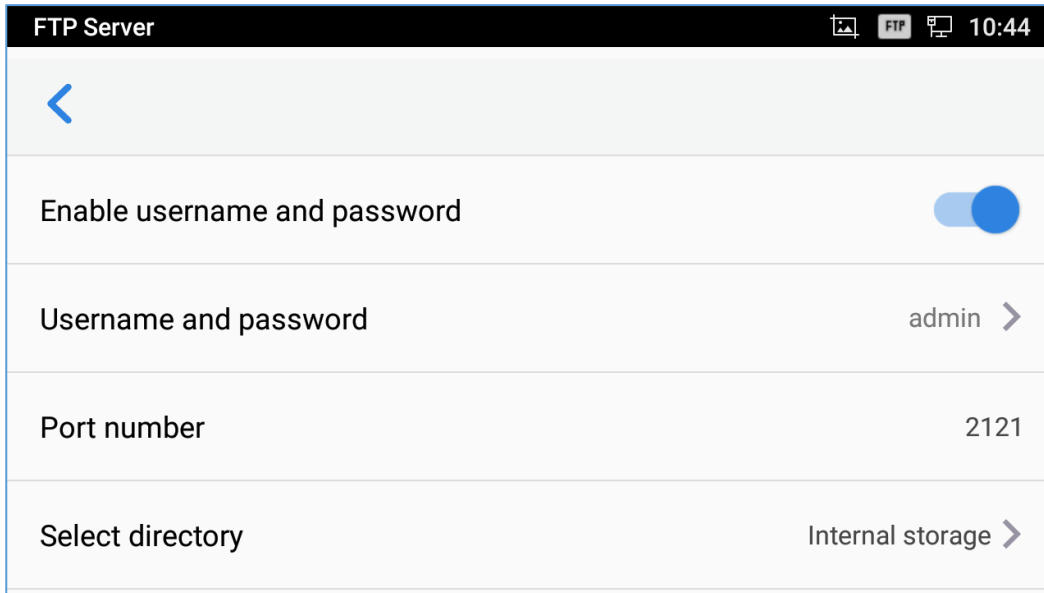 FTP Server FTP 10:44
Enable username and password
Username and password admin
Port number 2121
Select directory Internal storage